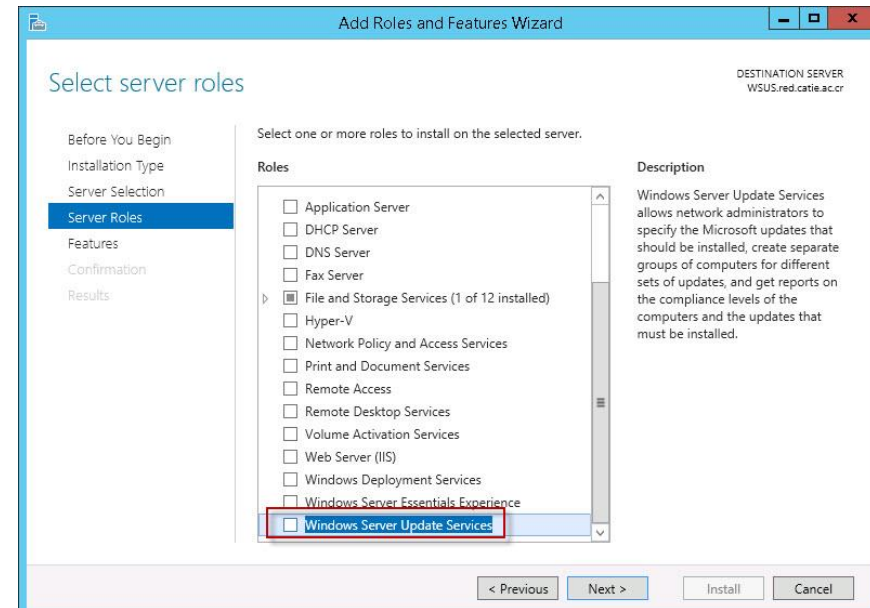 Add Roles and Features Wizard
Select server roles
DESTINATION SERVER
WSUS.red.catie.ac.cr
Before You Begin
Installation Type
Server Selection
Server Roles
Features
Confirmation
Results
Select one or more roles to install on the selected server.
Roles
Application Server
DHCP Server
DNS Server
Fax Server
File and Storage Services (1 of 12 installed)
Hyper-V
Network Policy and Access Services
Print and Document Services
Remote Access
Remote Desktop Services
Volume Activation Services
Web Server (IIS)
Windows Deployment Services
Windows Server Essentials Experience
Windows Server Update Services
Description
Windows Server Update Services
allows network administrators to
specify the Microsoft updates that
should be installed, create separate
groups of computers for different
sets of updates, and get reports on
the compliance levels of the
computers and the updates that
must be installed.
< Previous
Next >
Install
Cancel